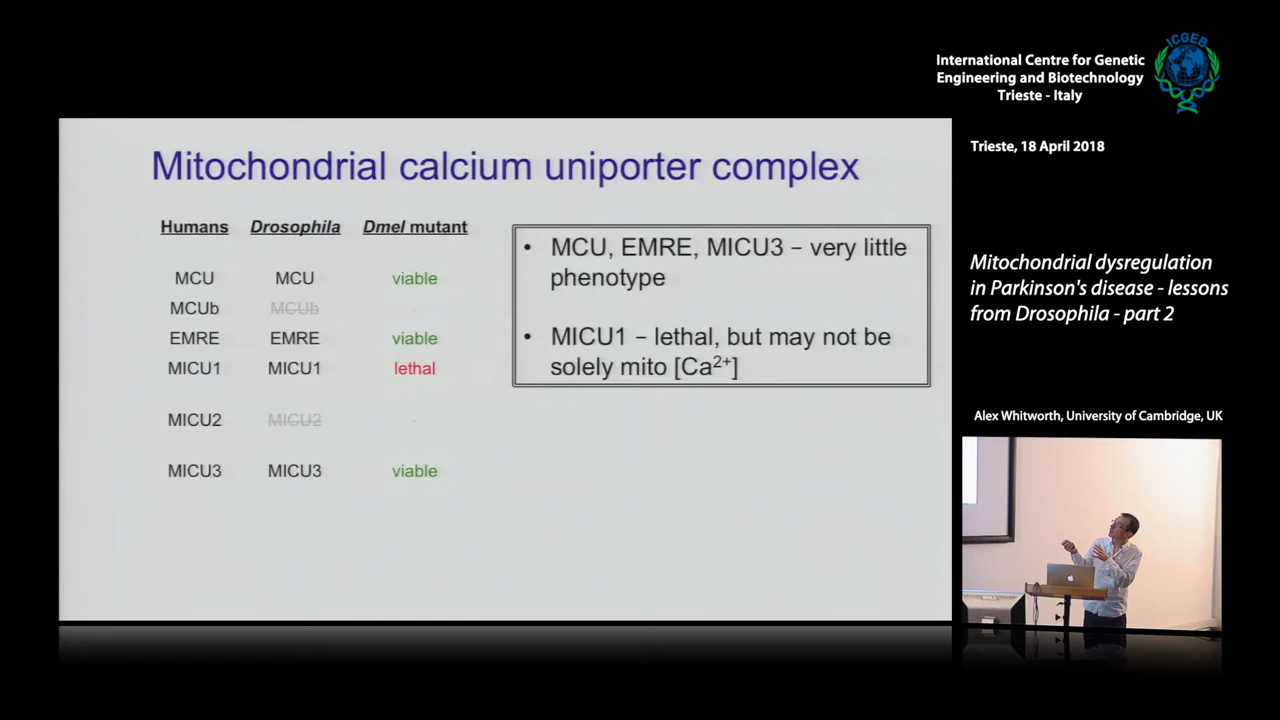 International Centre for Genetic
Engineering and Biotechnology
Trieste - Italy
ICGEB
Trieste, 18 April 2018
Mitochondrial calcium uniporter complex
Humans Drosophila Dmel mutant
MCU MCU viable
MCUb MCUb -
EMRE EMRE viable
MICU1 MICU1 lethal
MICU2 MICU2 -
MICU3 MICU3 viable
• MCU, EMRE, MICU3 – very little
phenotype
• MICU1 – lethal, but may not be
solely mito [Ca²⁺]
Mitochondrial dysregulation
in Parkinson's disease - lessons
from Drosophila - part 2
Alex Whitworth, University of Cambridge, UK